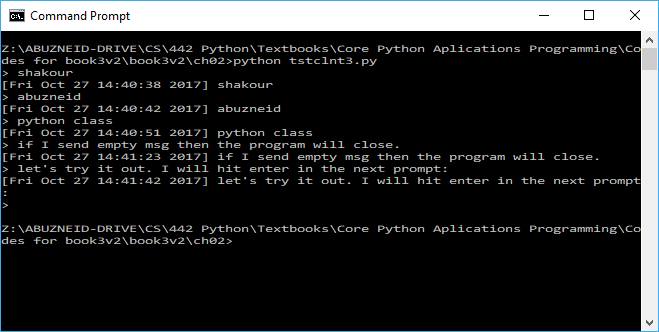 Command Prompt
Z:\ABUZNEID-DRIVE\CS\442 Python\Textbooks\Core Python Aplications Programming\Co
des for book3v2\book3v2\ch02>python tstclnt3.py
> shakour
[Fri Oct 27 14:40:38 2017] shakour
> abuzneid
[Fri Oct 27 14:40:42 2017] abuzneid
> python class
[Fri Oct 27 14:40:51 2017] python class
> if I send empty msg then the program will close.
[Fri Oct 27 14:41:23 2017] if I send empty msg then the program will close.
> let's try it out. I will hit enter in the next prompt:
[Fri Oct 27 14:41:42 2017] let's try it out. I will hit enter in the next prompt
:
>
Z:\ABUZNEID-DRIVE\CS\442 Python\Textbooks\Core Python Aplications Programming\Co
des for book3v2\book3v2\ch02>